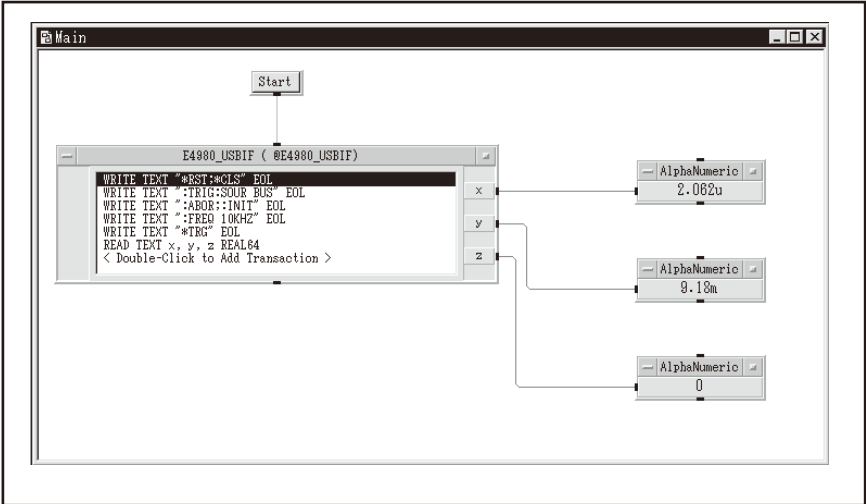 Main
Start
E4980_USBIF ( @E4980_USBIF)
WRITE TEXT "*RST;*CLS" EOL
WRITE TEXT ":TRIG:SOUR BUS" EOL
WRITE TEXT ":ABOR;:INIT" EOL
WRITE TEXT ":FREQ 10KHZ" EOL
WRITE TEXT "*TRG" EOL
READ TEXT x, y, z REAL64
< Double-Click to Add Transaction >
x
y
z
AlphaNumeric
2.062u
AlphaNumeric
9.18m
AlphaNumeric
0